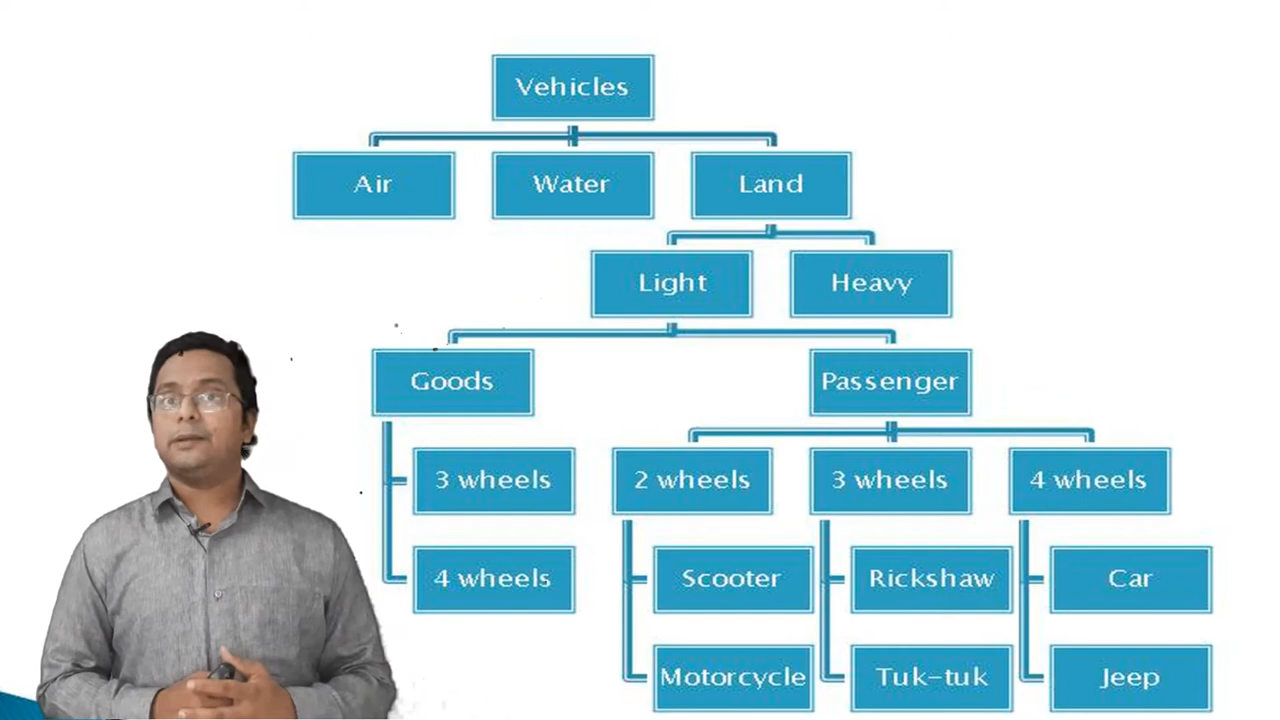 Vehicles
Air
Water
Land
Light
Heavy
Goods
Passenger
3 wheels
2 wheels
3 wheels
4 wheels
4 wheels
Scooter
Rickshaw
Car
Motorcycle
Tuk-tuk
Jeep